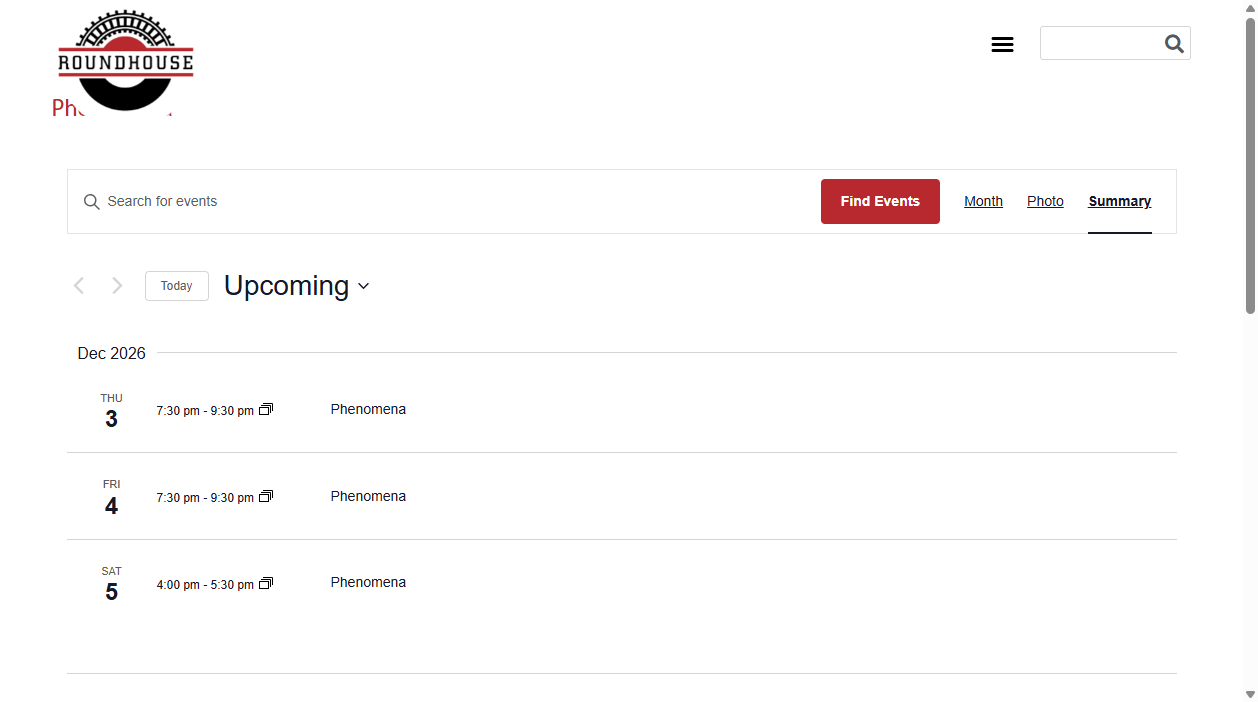 ROUNDHOUSE
Search for events
Find Events
Month
Photo
Summary
Today
Upcoming
Dec 2026
THU
3
7:30 pm - 9:30 pm
Phenomena
FRI
4
7:30 pm - 9:30 pm
Phenomena
SAT
5
4:00 pm - 5:30 pm
Phenomena